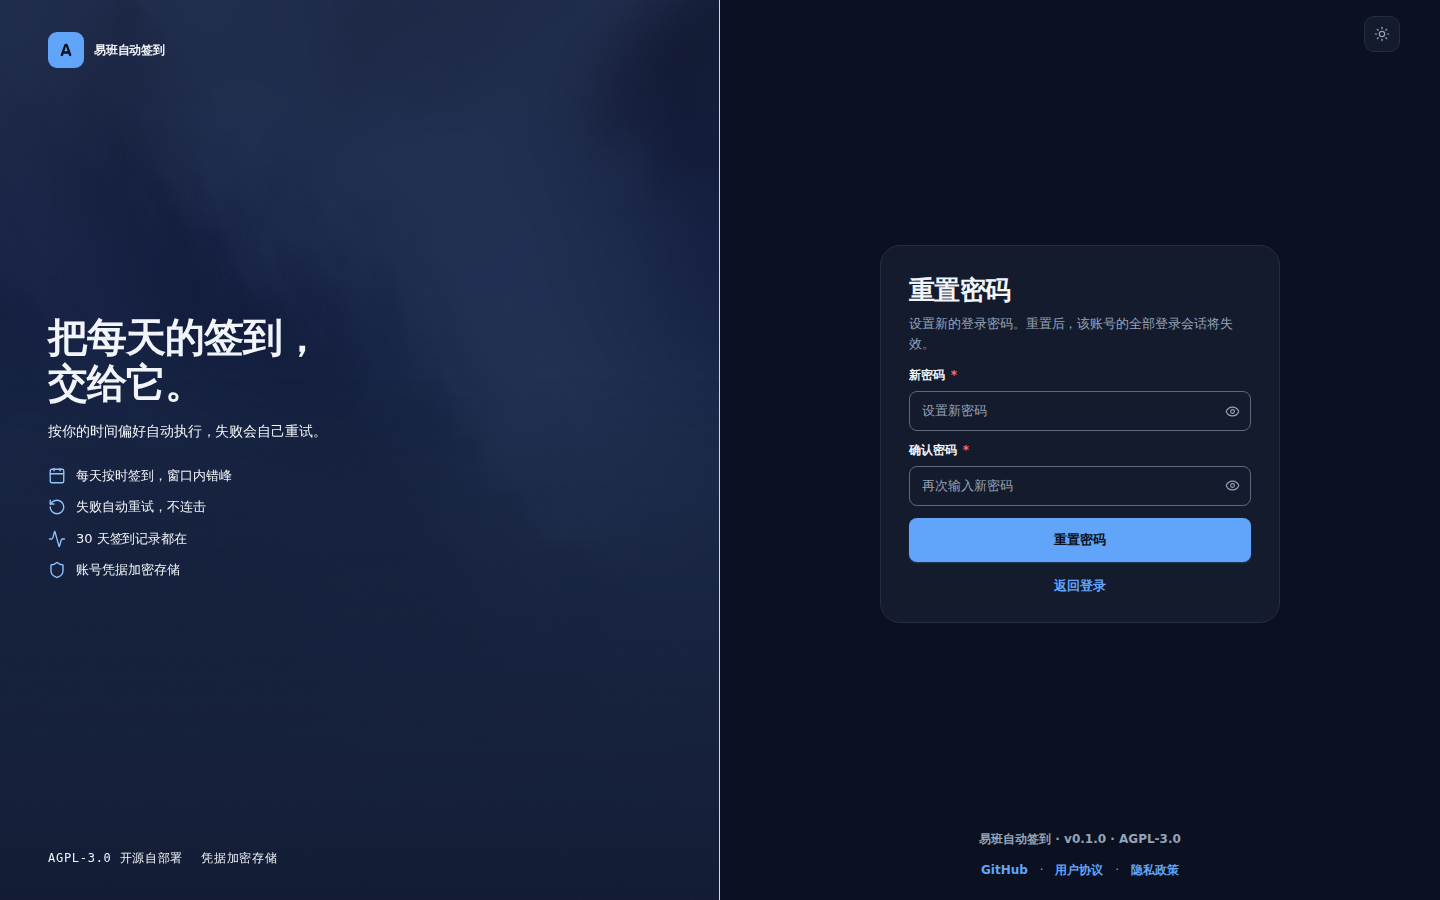 A 易班自动签到
把每天的签到，
交给它。
按你的时间偏好自动执行，失败会自己重试。
每天按时签到，窗口内错峰
失败自动重试，不连击
30 天签到记录都在
账号凭据加密存储
AGPL-3.0 开源自部署 凭据加密存储
重置密码
设置新的登录密码。重置后，该账号的全部登录会话将失
效。
新密码 *
设置新密码
确认密码 *
再次输入新密码
重置密码
返回登录
易班自动签到 · v0.1.0 · AGPL-3.0
GitHub · 用户协议 · 隐私政策